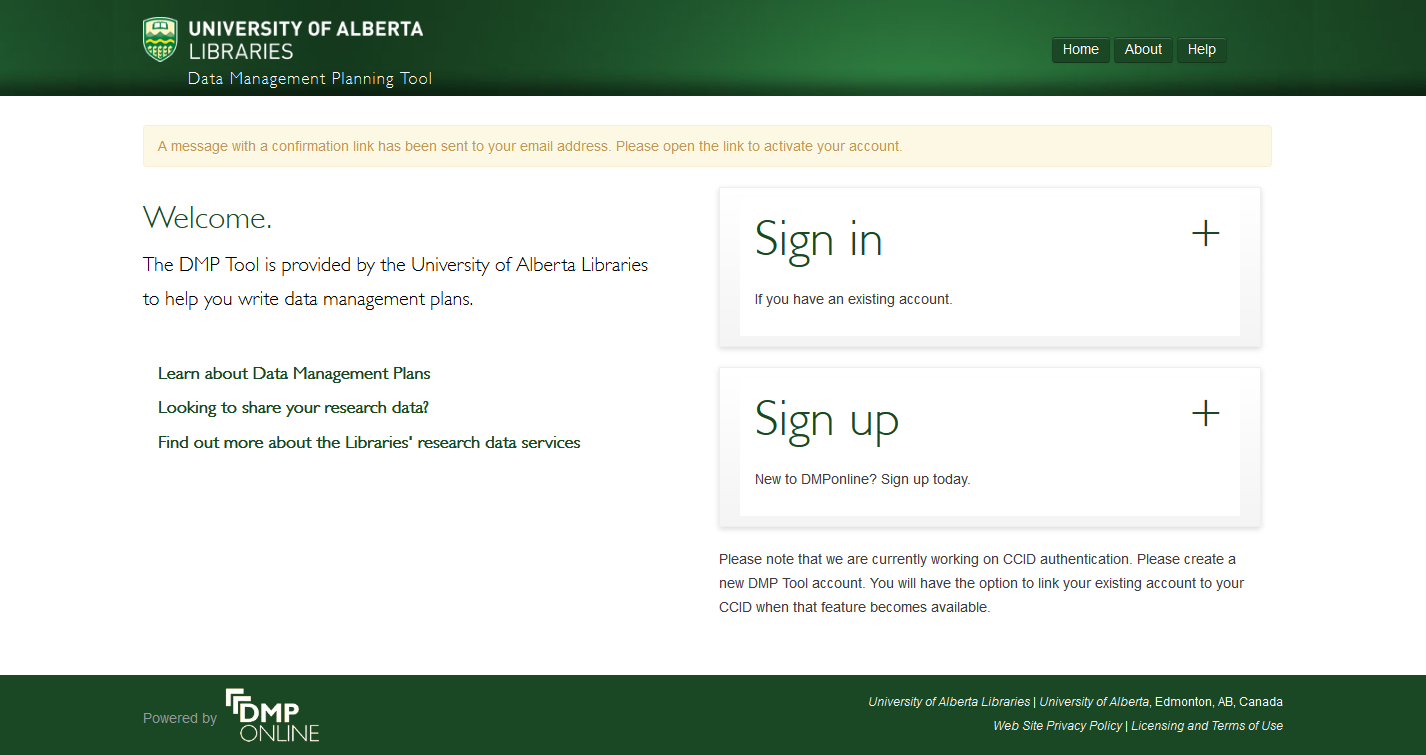 UNIVERSITY OF ALBERTA
LIBRARIES
Data Management Planning Tool
Home About Help
A message with a confirmation link has been sent to your email address. Please open the link to activate your account.
Welcome.
The DMP Tool is provided by the University of Alberta Libraries
to help you write data management plans.
Learn about Data Management Plans
Looking to share your research data?
Find out more about the Libraries' research data services
Sign in +
If you have an existing account.
Sign up +
New to DMPonline? Sign up today.
Please note that we are currently working on CCID authentication. Please create a
new DMP Tool account. You will have the option to link your existing account to your
CCID when that feature becomes available.
Powered by DMP
ONLINE
University of Alberta Libraries | University of Alberta, Edmonton, AB, Canada
Web Site Privacy Policy | Licensing and Terms of Use